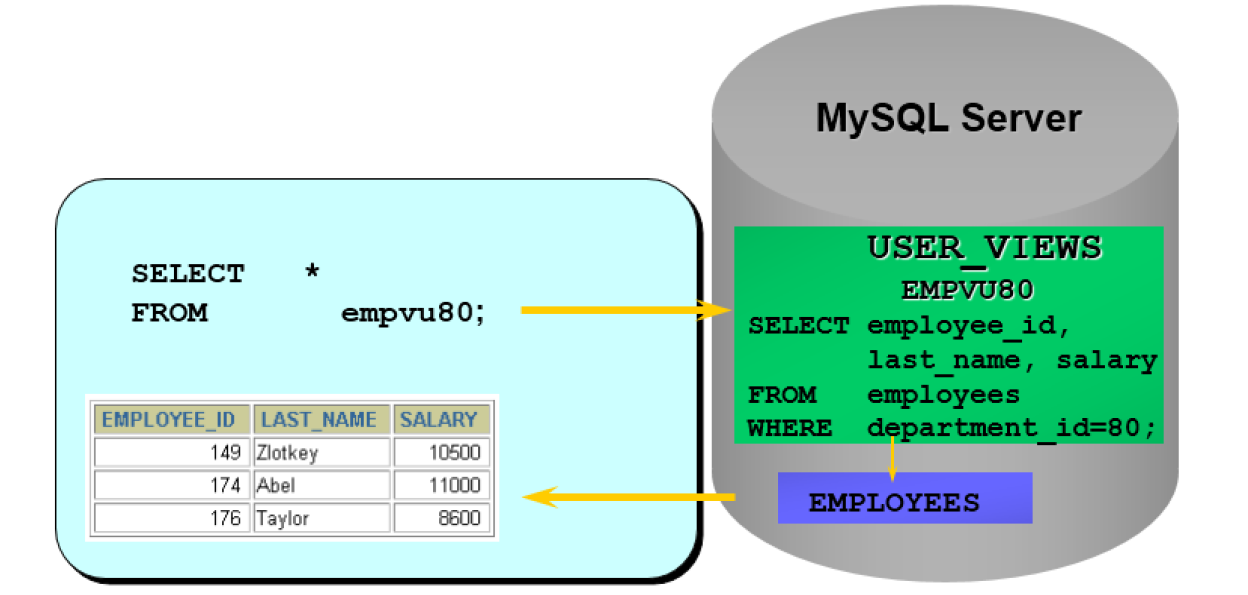 MySQL Server
SELECT *
FROM empvu80;
EMPLOYEE_ID LAST_NAME SALARY
149 Zlotkey 10500
174 Abel 11000
176 Taylor 8600
USER_VIEWS
EMPVU80
SELECT employee_id,
last_name, salary
FROM employees
WHERE department_id=80;
EMPLOYEES